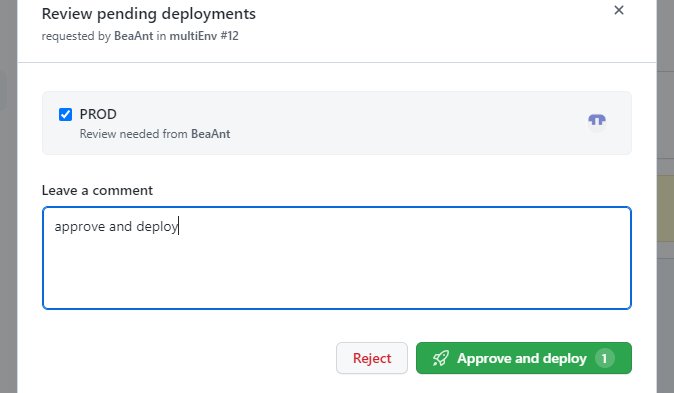 Review pending deployments
requested by BeaAnt in multiEnv #12
PROD
Review needed from BeaAnt
Leave a comment
approve and deploy
Reject
Approve and deploy 1